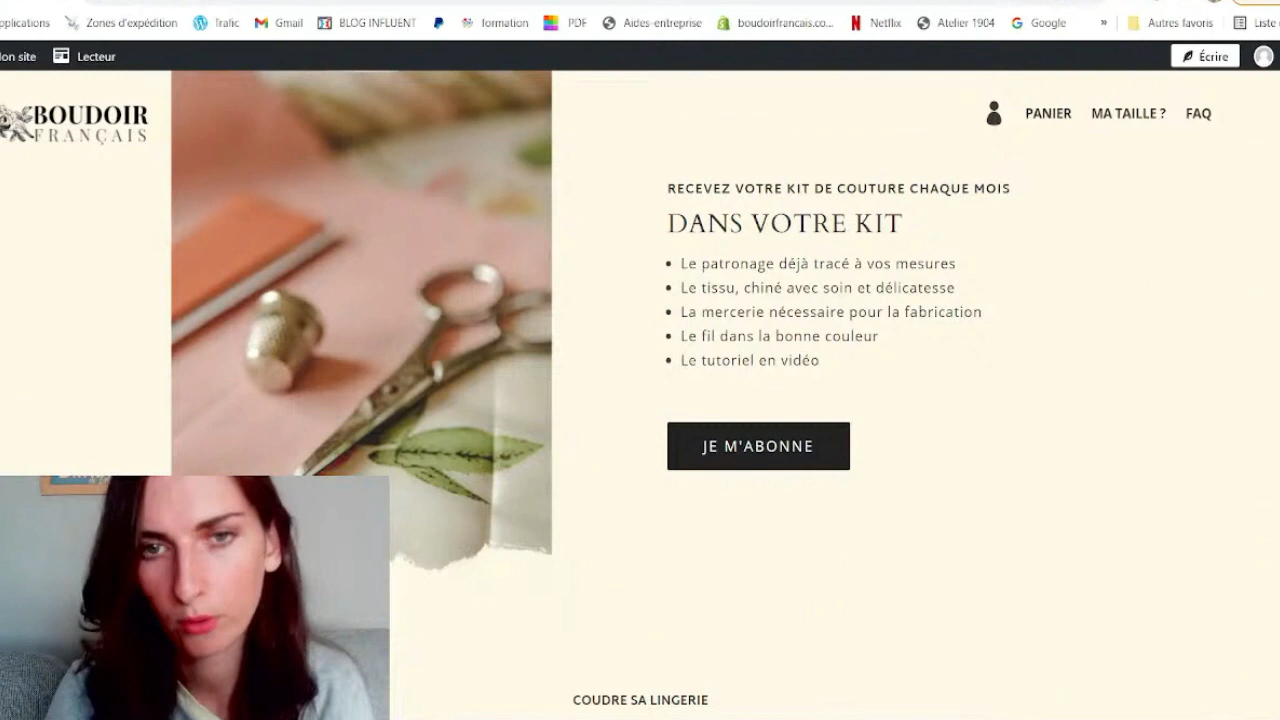 Zones d'expédition Trafic Gmail BLOG INFLUENT formation PDF Aides-entreprise boudoirfrancais.co... Netflix Atelier 1904 Google » Autres favoris Liste
Lecteur Écrire
BOUDOIR
FRANÇAIS
PANIER MA TAILLE ? FAQ
RECEVEZ VOTRE KIT DE COUTURE CHAQUE MOIS
DANS VOTRE KIT
• Le patronage déjà tracé à vos mesures
• Le tissu, chiné avec soin et délicatesse
• La mercerie nécessaire pour la fabrication
• Le fil dans la bonne couleur
• Le tutoriel en vidéo
JE M'ABONNE
COUDRE SA LINGERIE